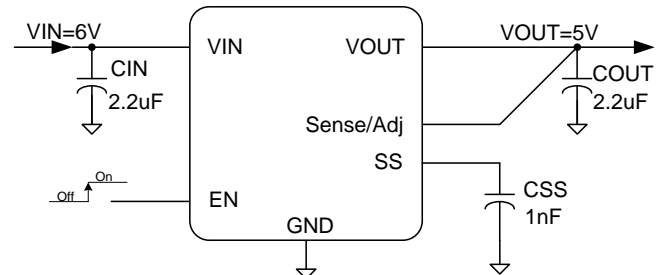 VIN=6V
VOUT=5V
VIN
VOUT
CIN
2.2uF
COUT
2.2uF
Sense/Adj
SS
On
Off
EN
CSS
1nF
GND